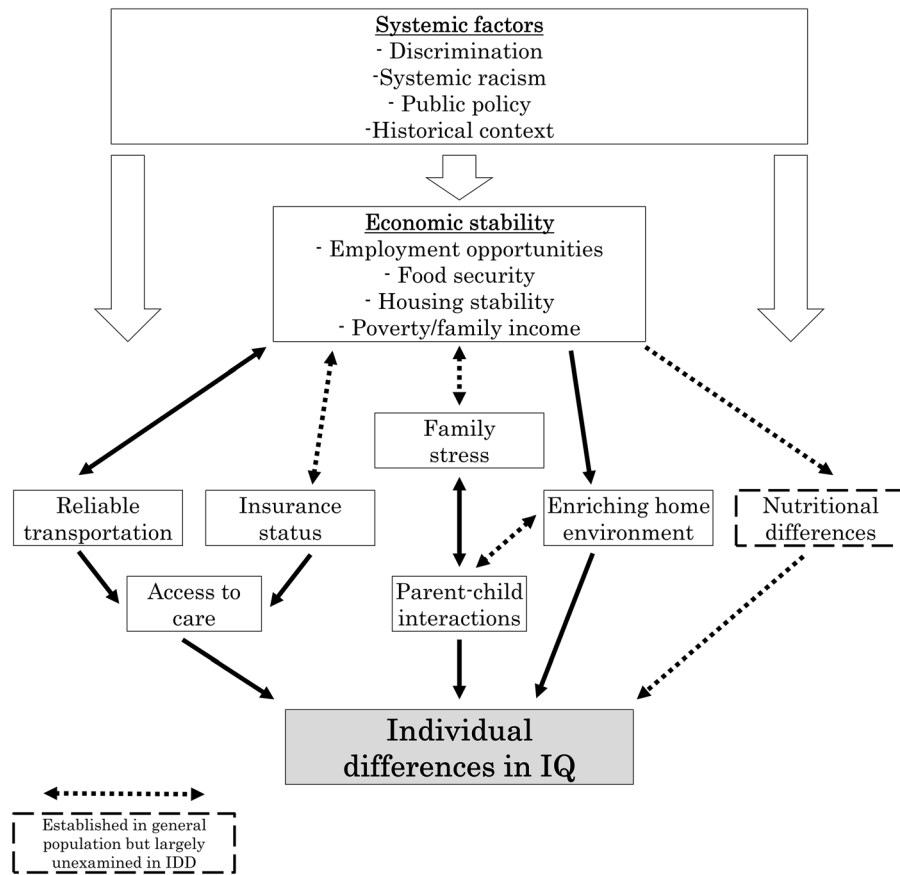 Systemic factors
- Discrimination
-Systemic racism
- Public policy
-Historical context
Economic stability
- Employment opportunities
- Food security
- Housing stability
- Poverty/family income
Family
stress
Reliable
transportation
Insurance
status
Enriching home
environment
Nutritional
differences
Access to
care
Parent-child
interactions
Individual
differences in IQ
Established in general
population but largely
unexamined in IDD